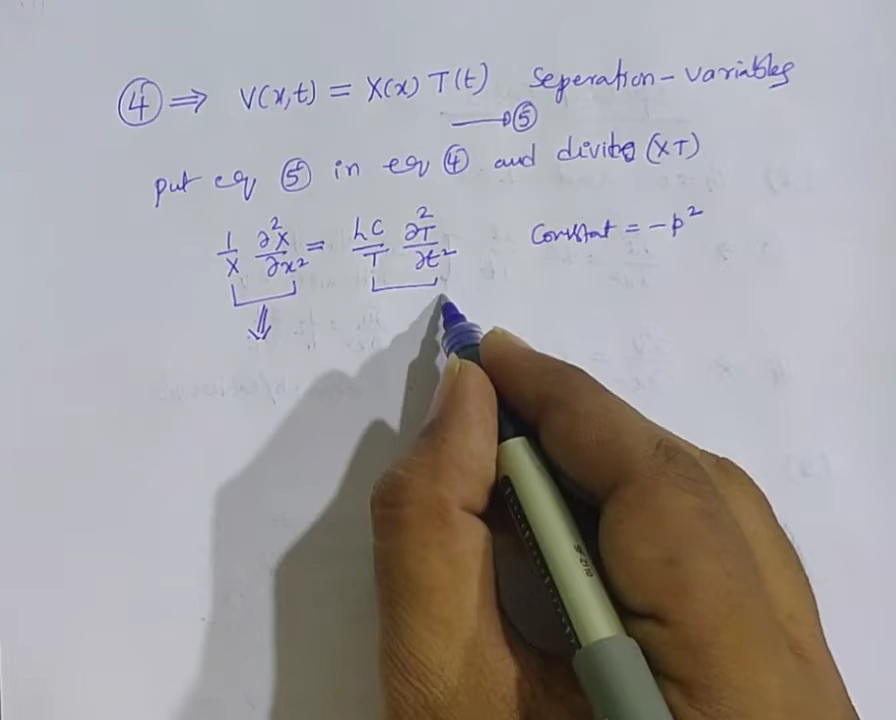 ④ ⇒ V(x,t) = X(x) T(t) Seperation - variables
→ ⑤
put eq ⑤ in eq ④ and divide (XT)
1/X ∂²X/∂x² = LC/T ∂²T/∂t² Constat = -p²
⇓